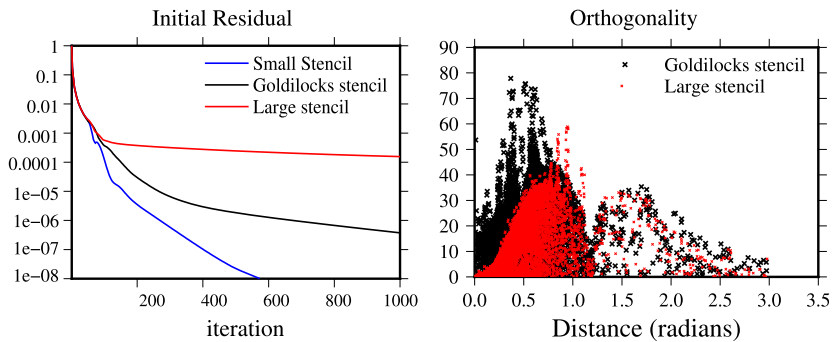 Initial Residual
1
0.1
0.01
0.001
0.0001
1e-05
1e-06
1e-07
1e-08
Small Stencil
Goldilocks stencil
Large stencil
200 400 600 800 1000
iteration
Orthogonality
90
80
70
60
50
40
30
20
10
0
Goldilocks stencil
Large stencil
0.0 0.5 1.0 1.5 2.0 2.5 3.0 3.5
Distance (radians)